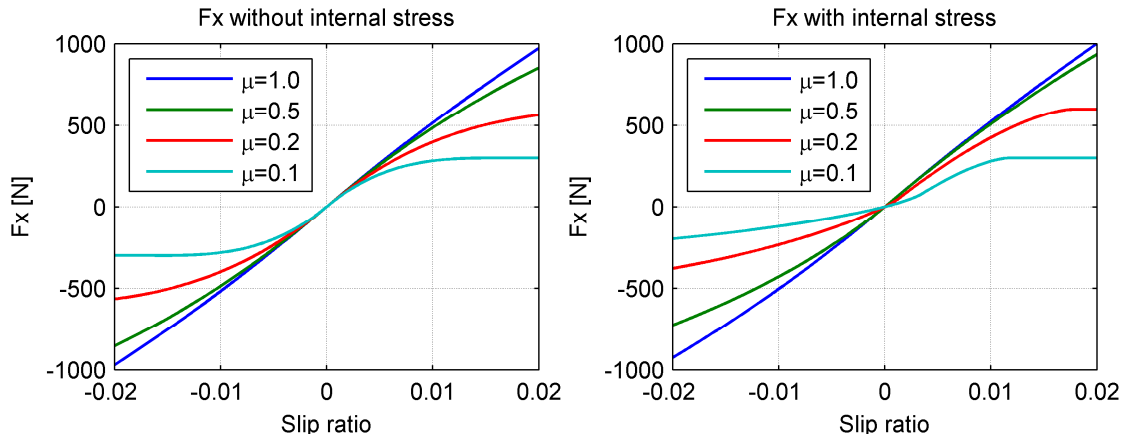 Fx without internal stress
1000
500
0
-500
-1000
Fx [N]
μ=1.0
μ=0.5
μ=0.2
μ=0.1
-0.02
-0.01
0
0.01
0.02
Slip ratio
Fx with internal stress
1000
500
0
-500
-1000
Fx [N]
μ=1.0
μ=0.5
μ=0.2
μ=0.1
-0.02
-0.01
0
0.01
0.02
Slip ratio